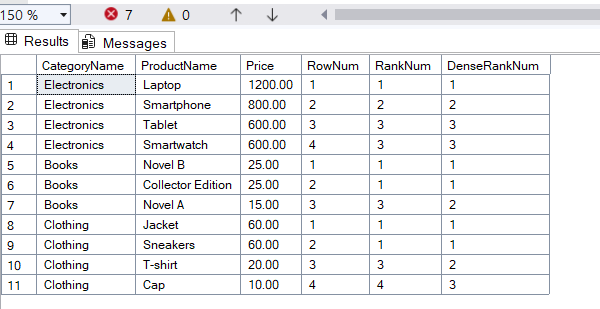 150 % 7 0
Results Messages
CategoryName ProductName Price RowNum RankNum DenseRankNum
1 Electronics Laptop 1200.00 1 1 1
2 Electronics Smartphone 800.00 2 2 2
3 Electronics Tablet 600.00 3 3 3
4 Electronics Smartwatch 600.00 4 3 3
5 Books Novel B 25.00 1 1 1
6 Books Collector Edition 25.00 2 1 1
7 Books Novel A 15.00 3 3 2
8 Clothing Jacket 60.00 1 1 1
9 Clothing Sneakers 60.00 2 1 1
10 Clothing T-shirt 20.00 3 3 2
11 Clothing Cap 10.00 4 4 3